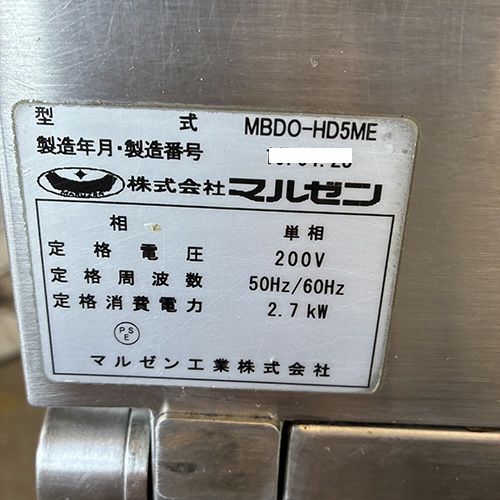 型 式 MBDO-HD5ME
製造年月・製造番号
MARUZEN 株式会社 マルゼン
相 単相
定格電圧 200V
定格周波数 50Hz/60Hz
定格消費電力 2.7kW
PSE
マルゼン工業株式会社